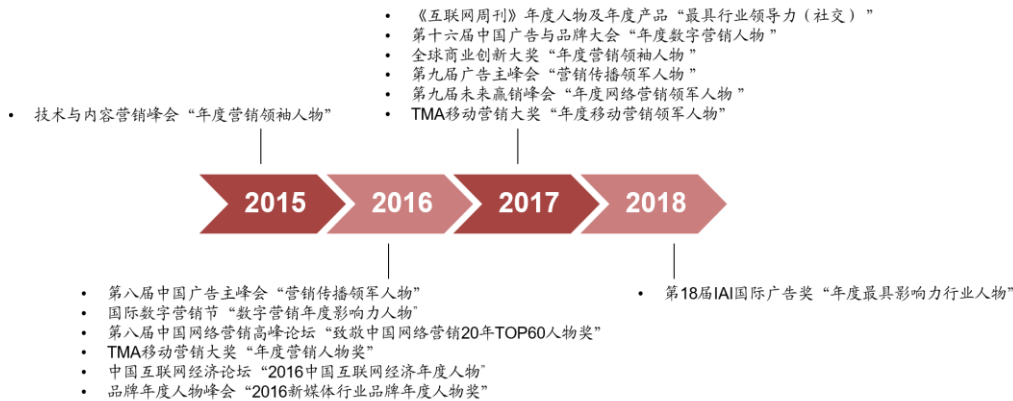 • 《互联网周刊》年度人物及年度产品“最具行业领导力（社交）”
• 第十六届中国广告与品牌大会“年度数字营销人物”
• 全球商业创新大奖“年度营销领袖人物”
• 第九届广告主峰会“营销传播领军人物”
• 第九届未来赢销峰会“年度网络营销领军人物”
• TMA移动营销大奖“年度移动营销领军人物”
• 技术与内容营销峰会“年度营销领袖人物”
2015
2016
2017
2018
• 第八届中国广告主峰会“营销传播领军人物”
• 国际数字营销节“数字营销年度影响力人物”
• 第八届中国网络营销高峰论坛“致敬中国网络营销20年TOP60人物奖”
• TMA移动营销大奖“年度营销人物奖”
• 中国互联网经济论坛“2016中国互联网经济年度人物”
• 品牌年度人物峰会“2016新媒体行业品牌年度人物奖”
• 第18届IAI国际广告奖“年度最具影响力行业人物”